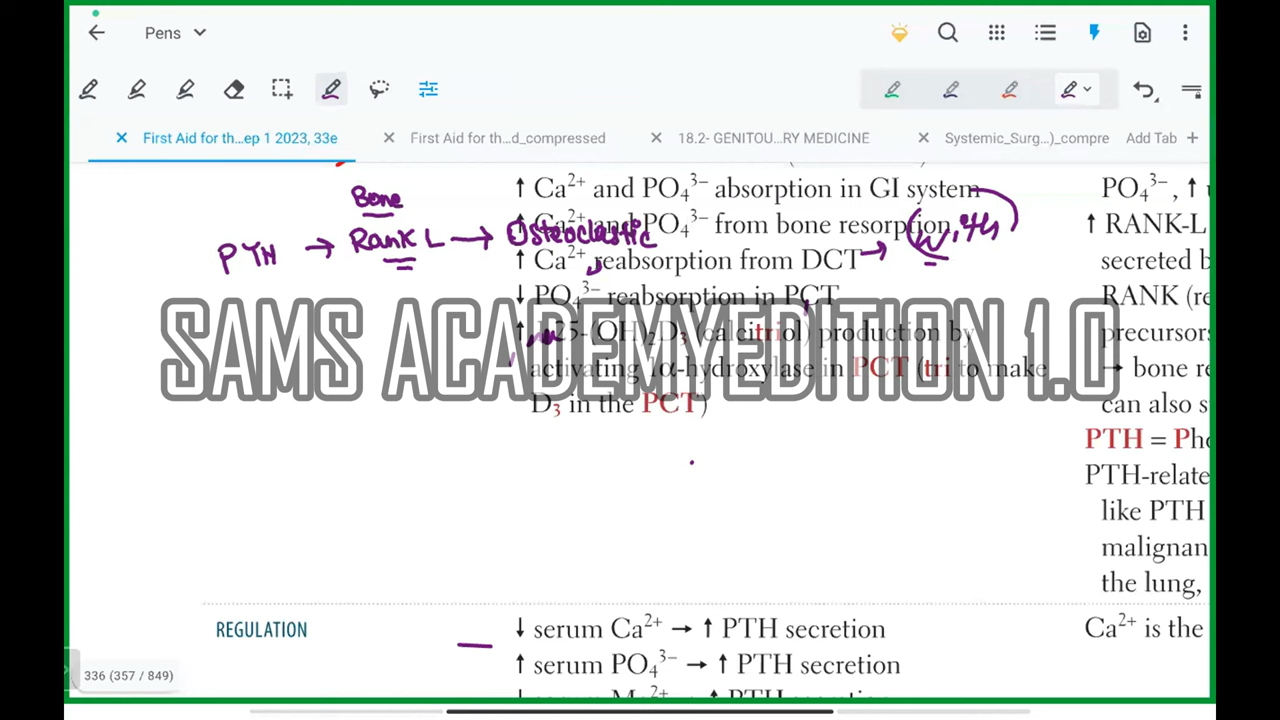 Pens
First Aid for th...ep 1 2023, 33e
First Aid for th...d_compressed
18.2- GENITOU...RY MEDICINE
Systemic_Surg...)_compre
Add Tab
Bone
PYH → RankL → Osteoclastic
with
↑ Ca2+ and PO43− absorption in GI system
↑ Ca2+ and PO43− from bone resorption
↑ Ca2+ reabsorption from DCT →
↓ PO43− reabsorption in PCT
↑ 25-(OH)2D3 (calcitriol) production by
activating 1α-hydroxylase in PCT (tri to make
D3 in the PCT)
PO43−, ↑
↑ RANK-L
secreted b
RANK (re
precursors
→ bone re
can also s
PTH = Pho
PTH-relate
like PTH
malignan
the lung,
SAMS ACADEMYEDITION 1.0
REGULATION
↓ serum Ca2+ → ↑ PTH secretion
↑ serum PO43− → ↑ PTH secretion
Ca2+ is the
336 (357 / 849)